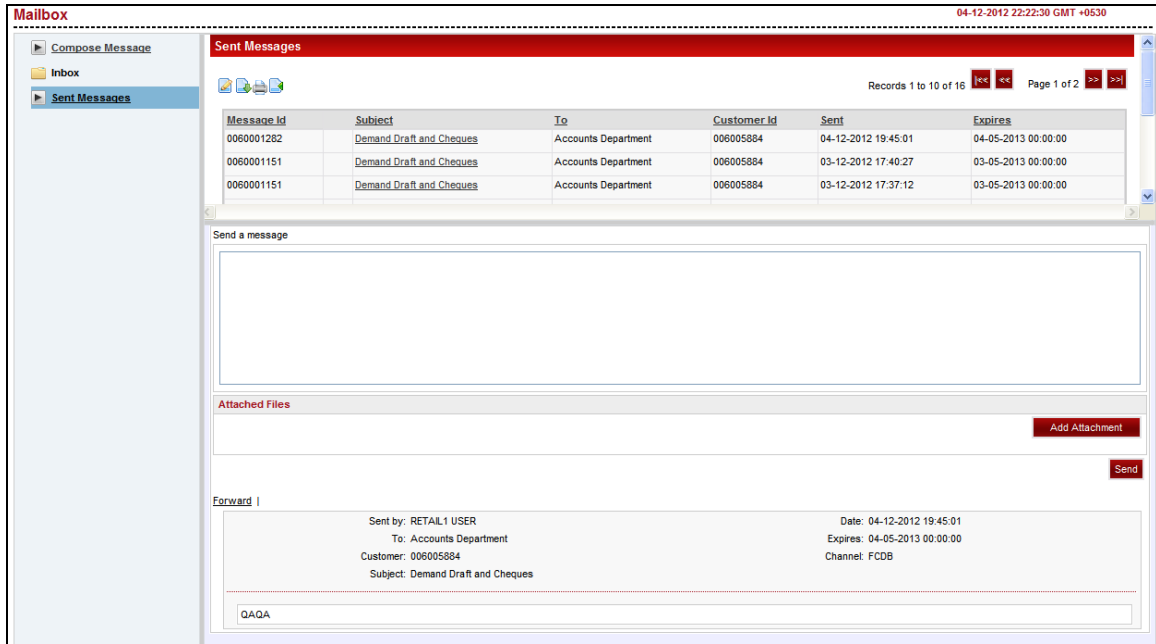 Mailbox 04-12-2012 22:22:30 GMT +0530
Compose Message
Inbox
Sent Messages
Sent Messages
Records 1 to 10 of 16 |<< << Page 1 of 2 >> >>|
Message Id Subject To Customer Id Sent Expires
0060001282 Demand Draft and Cheques Accounts Department 006005884 04-12-2012 19:45:01 04-05-2013 00:00:00
0060001151 Demand Draft and Cheques Accounts Department 006005884 03-12-2012 17:40:27 03-05-2013 00:00:00
0060001151 Demand Draft and Cheques Accounts Department 006005884 03-12-2012 17:37:12 03-05-2013 00:00:00
Send a message
Attached Files
Add Attachment
Send
Forward |
Sent by: RETAIL1 USER Date: 04-12-2012 19:45:01
To: Accounts Department Expires: 04-05-2013 00:00:00
Customer: 006005884 Channel: FCDB
Subject: Demand Draft and Cheques
QAQA